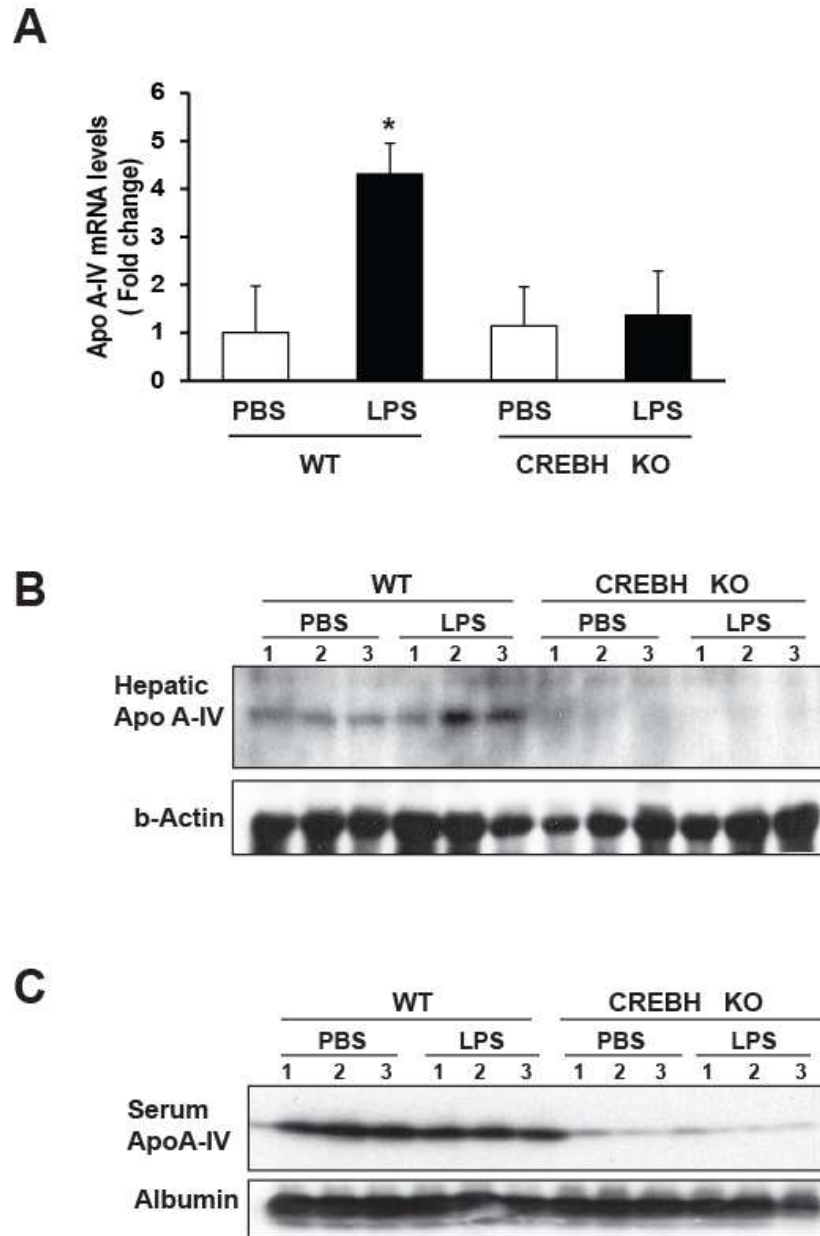 A
Apo A-IV mRNA levels
( Fold change)
6
5
4
3
2
1
0
*
PBS LPS PBS LPS
WT CREBH KO
B
WT CREBH KO
PBS LPS PBS LPS
1 2 3 1 2 3 1 2 3 1 2 3
Hepatic
Apo A-IV
b-Actin
C
WT CREBH KO
PBS LPS PBS LPS
1 2 3 1 2 3 1 2 3 1 2 3
Serum
ApoA-IV
Albumin